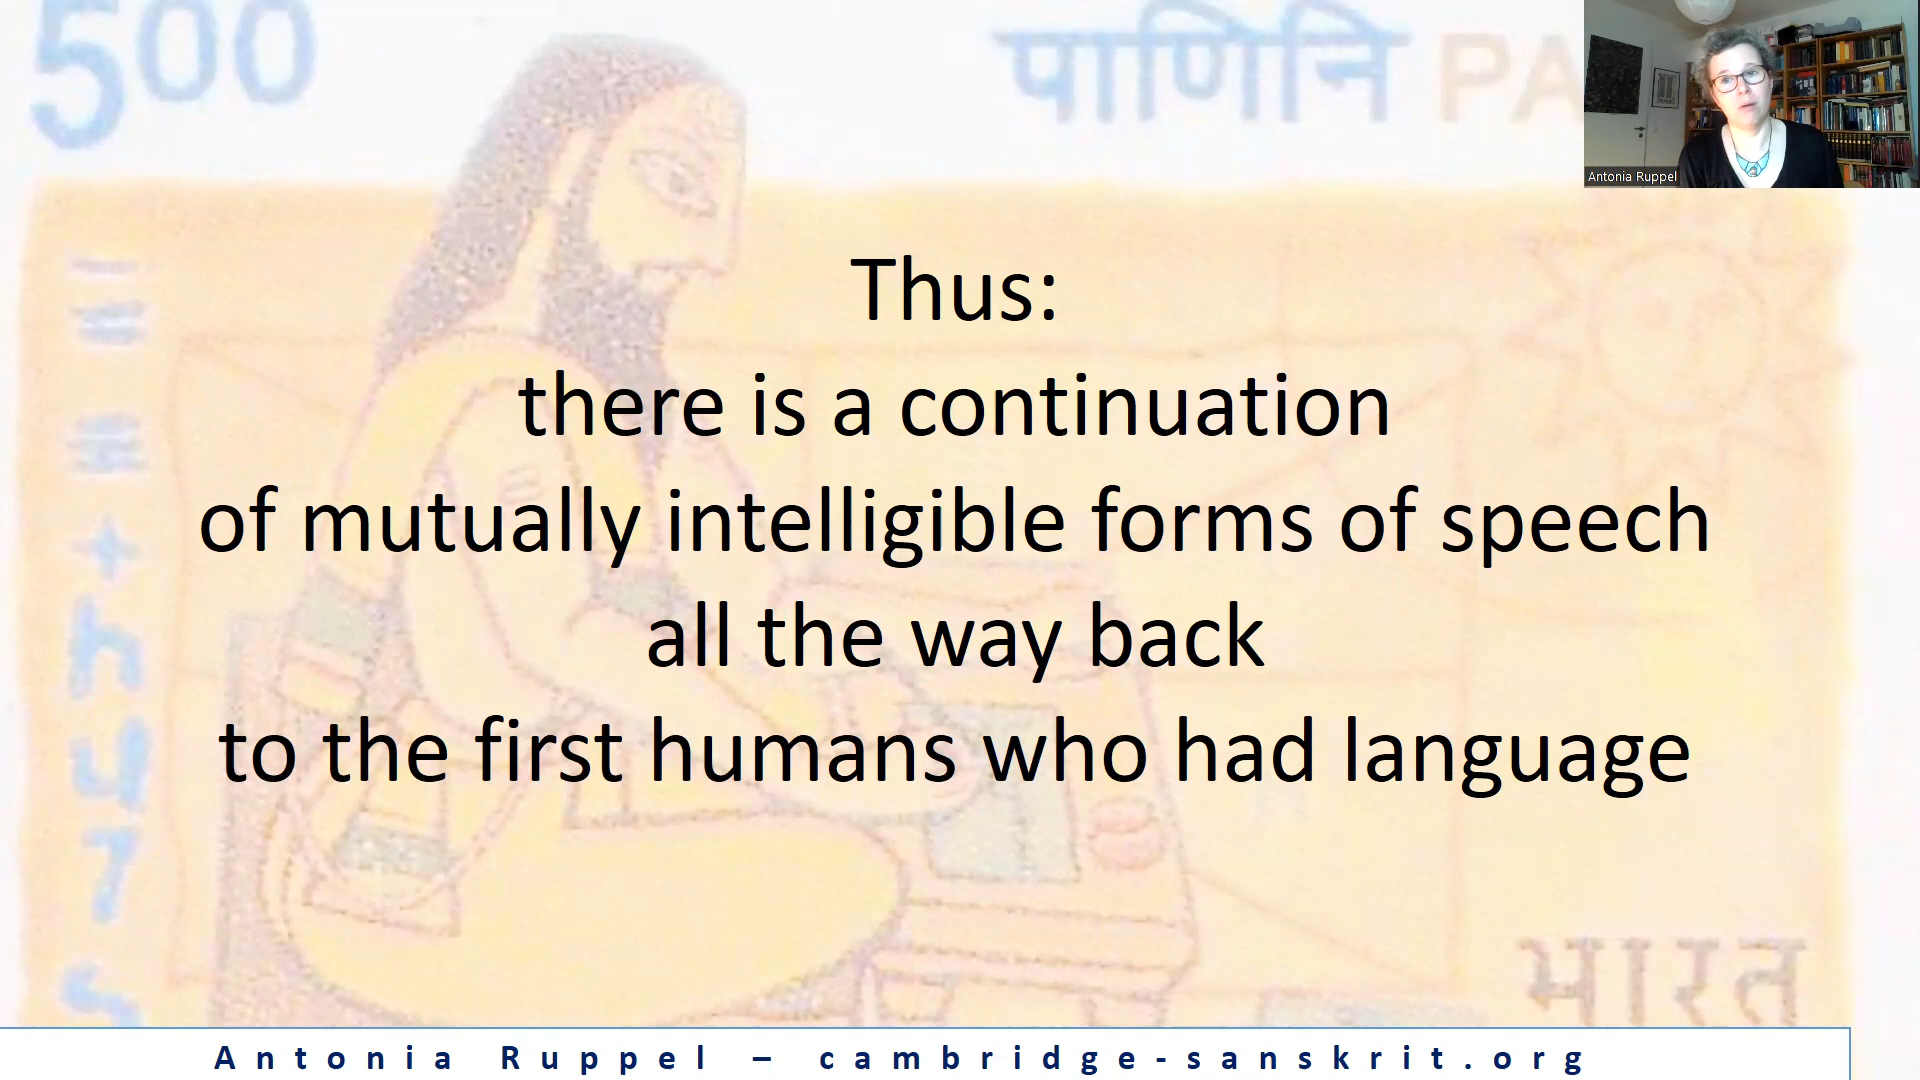 500
पाणिनि PA
Antonia Ruppel
Thus:
there is a continuation
of mutually intelligible forms of speech
all the way back
to the first humans who had language
भारत
Antonia Ruppel – cambridge-sanskrit.org